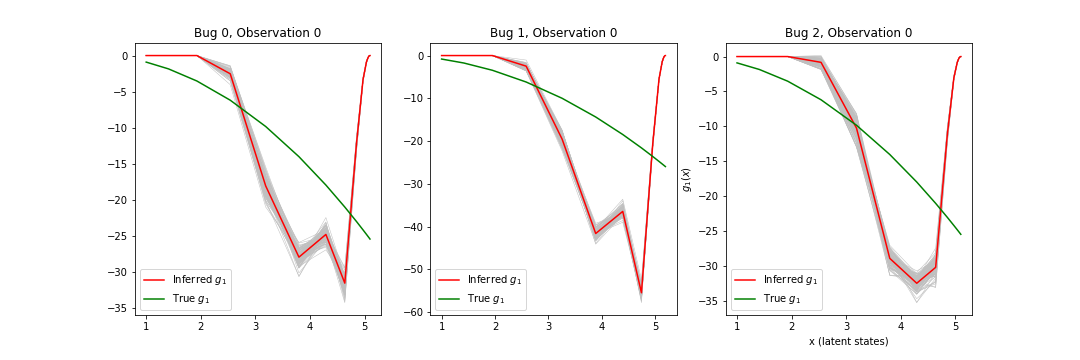 Bug 0, Observation 0
0
−5
−10
−15
−20
−25
−30
−35
1 2 3 4 5
Inferred g₁
True g₁
Bug 1, Observation 0
0
−10
−20
−30
−40
−50
−60
1 2 3 4 5
Inferred g₁
True g₁
Bug 2, Observation 0
g₁(x)
0
−5
−10
−15
−20
−25
−30
−35
1 2 3 4 5
x (latent states)
Inferred g₁
True g₁